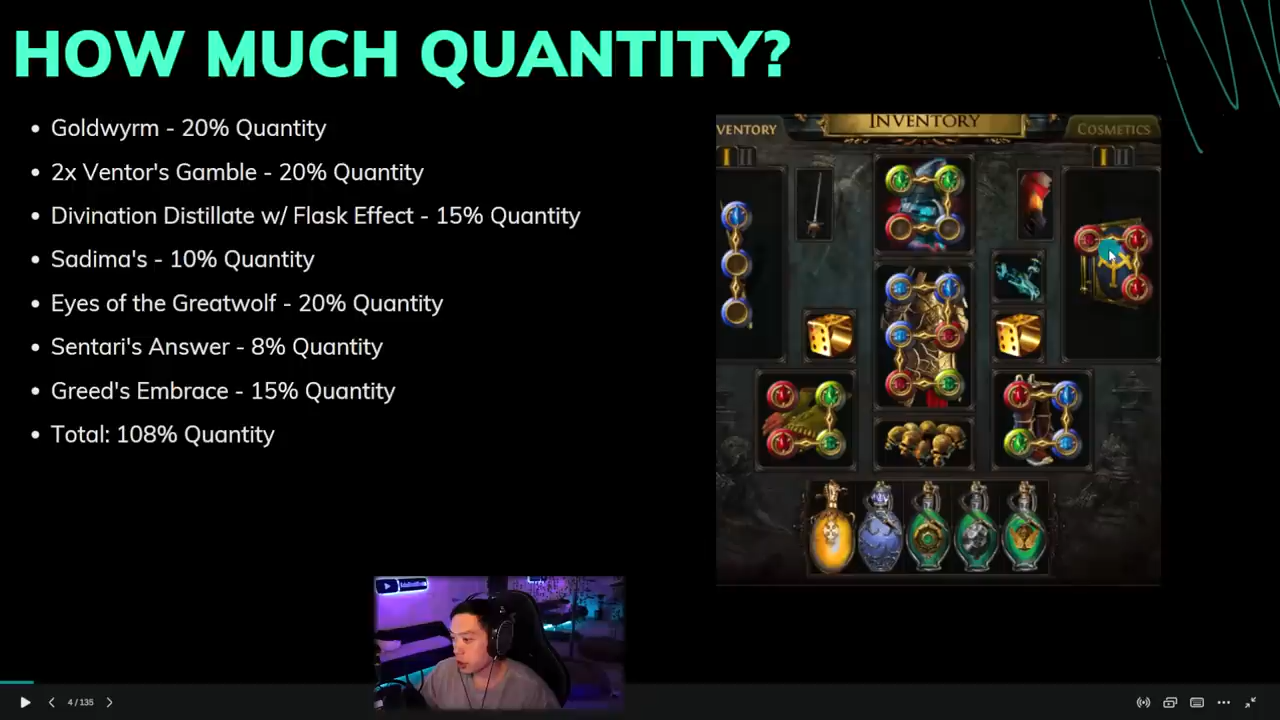 HOW MUCH QUANTITY?
Goldwyrm - 20% Quantity
2x Ventor's Gamble - 20% Quantity
Divination Distillate w/ Flask Effect - 15% Quantity
Sadima's - 10% Quantity
Eyes of the Greatwolf - 20% Quantity
Sentari's Answer - 8% Quantity
Greed's Embrace - 15% Quantity
Total: 108% Quantity
VENTORY
INVENTORY
COSMETICS
4 / 135